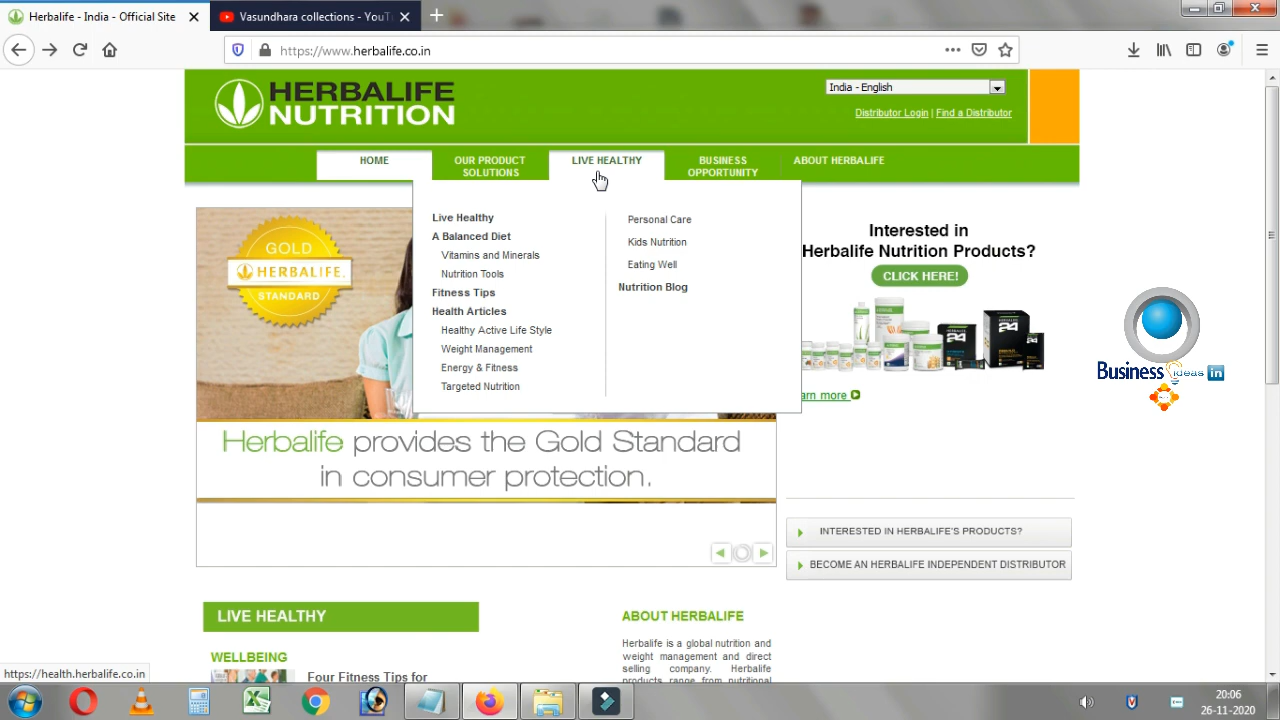 Herbalife - India - Official Site
Vasundhara collections - YouT
https://www.herbalife.co.in
HERBALIFE
NUTRITION
India - English
Distributor Login | Find a Distributor
HOME
OUR PRODUCT
SOLUTIONS
LIVE HEALTHY
BUSINESS
OPPORTUNITY
ABOUT HERBALIFE
Live Healthy
A Balanced Diet
Vitamins and Minerals
Nutrition Tools
Fitness Tips
Health Articles
Healthy Active Life Style
Weight Management
Energy & Fitness
Targeted Nutrition
Personal Care
Kids Nutrition
Eating Well
Nutrition Blog
GOLD
HERBALIFE.
STANDARD
Interested in
Herbalife Nutrition Products?
CLICK HERE!
24
24
arn more
Business ideas in
Herbalife provides the Gold Standard
in consumer protection.
INTERESTED IN HERBALIFE'S PRODUCTS?
BECOME AN HERBALIFE INDEPENDENT DISTRIBUTOR
LIVE HEALTHY
WELLBEING
Four Fitness Tips for
ABOUT HERBALIFE
Herbalife is a global nutrition and
weight management and direct
selling company. Herbalife
products range from nutritional
https://health.herbalife.co.in
20:06
26-11-2020